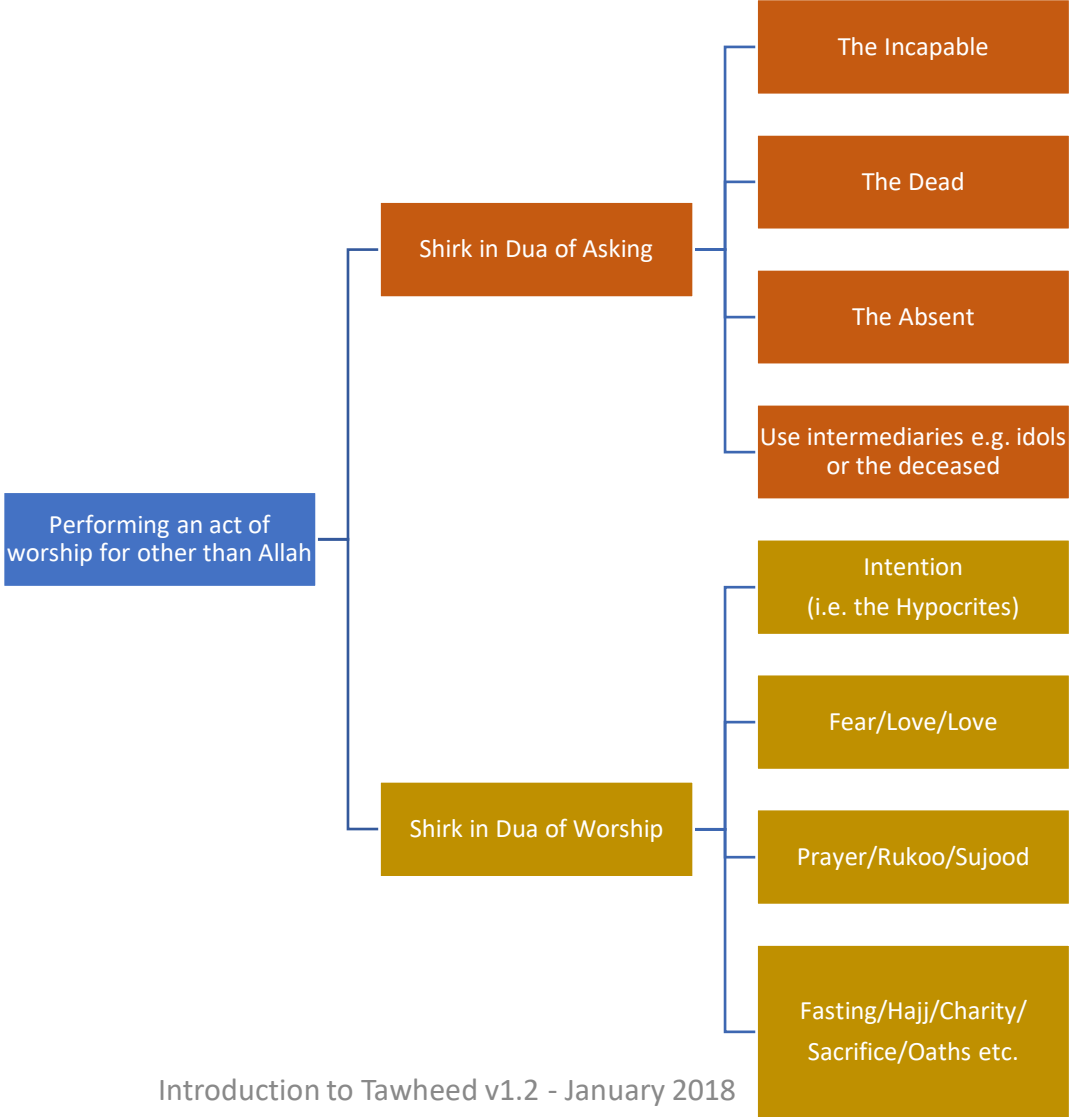 Performing an act of
worship for other than Allah
Shirk in Dua of Asking
The Incapable
The Dead
The Absent
Use intermediaries e.g. idols
or the deceased
Shirk in Dua of Worship
Intention
(i.e. the Hypocrites)
Fear/Love/Love
Prayer/Rukoo/Sujood
Fasting/Hajj/Charity/
Sacrifice/Oaths etc.
Introduction to Tawheed v1.2 - January 2018